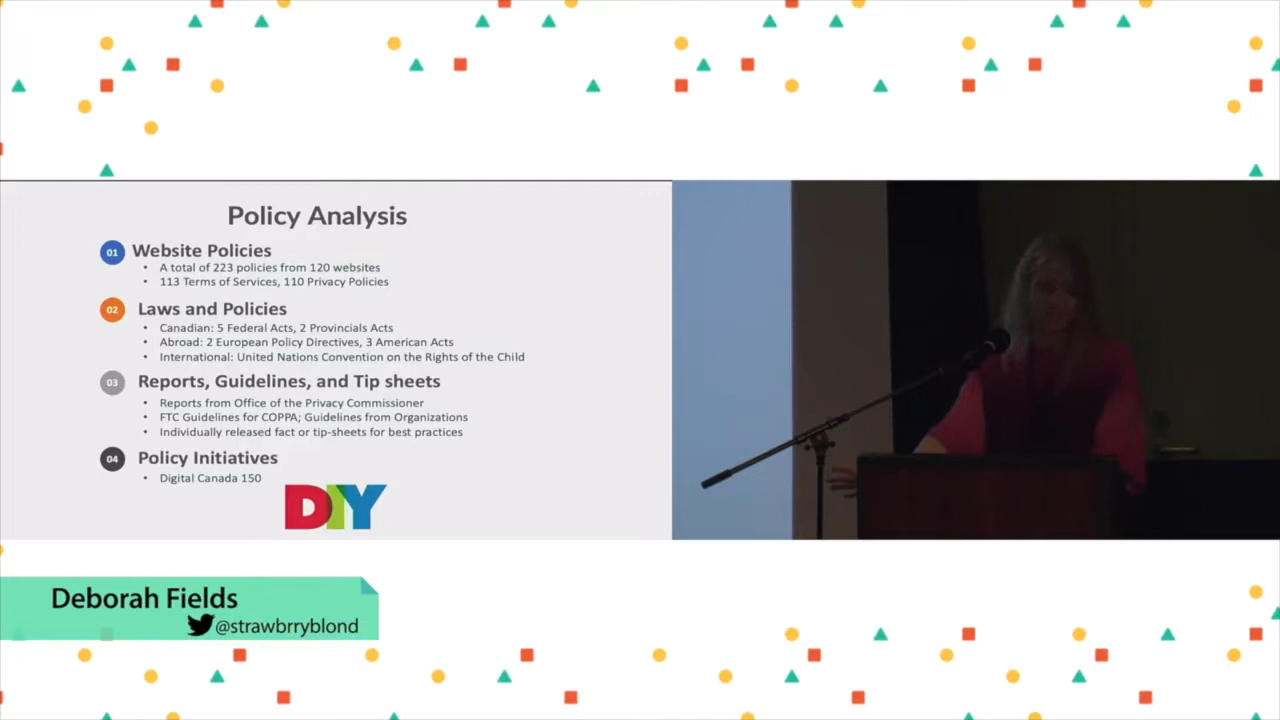 Policy Analysis
01 Website Policies
• A total of 223 policies from 120 websites
• 113 Terms of Services, 110 Privacy Policies
02 Laws and Policies
• Canadian: 5 Federal Acts, 2 Provincials Acts
• Abroad: 2 European Policy Directives, 3 American Acts
• International: United Nations Convention on the Rights of the Child
03 Reports, Guidelines, and Tip sheets
• Reports from Office of the Privacy Commissioner
• FTC Guidelines for COPPA; Guidelines from Organizations
• Individually released fact or tip-sheets for best practices
04 Policy Initiatives
• Digital Canada 150
DIY
Deborah Fields
@strawbrryblond